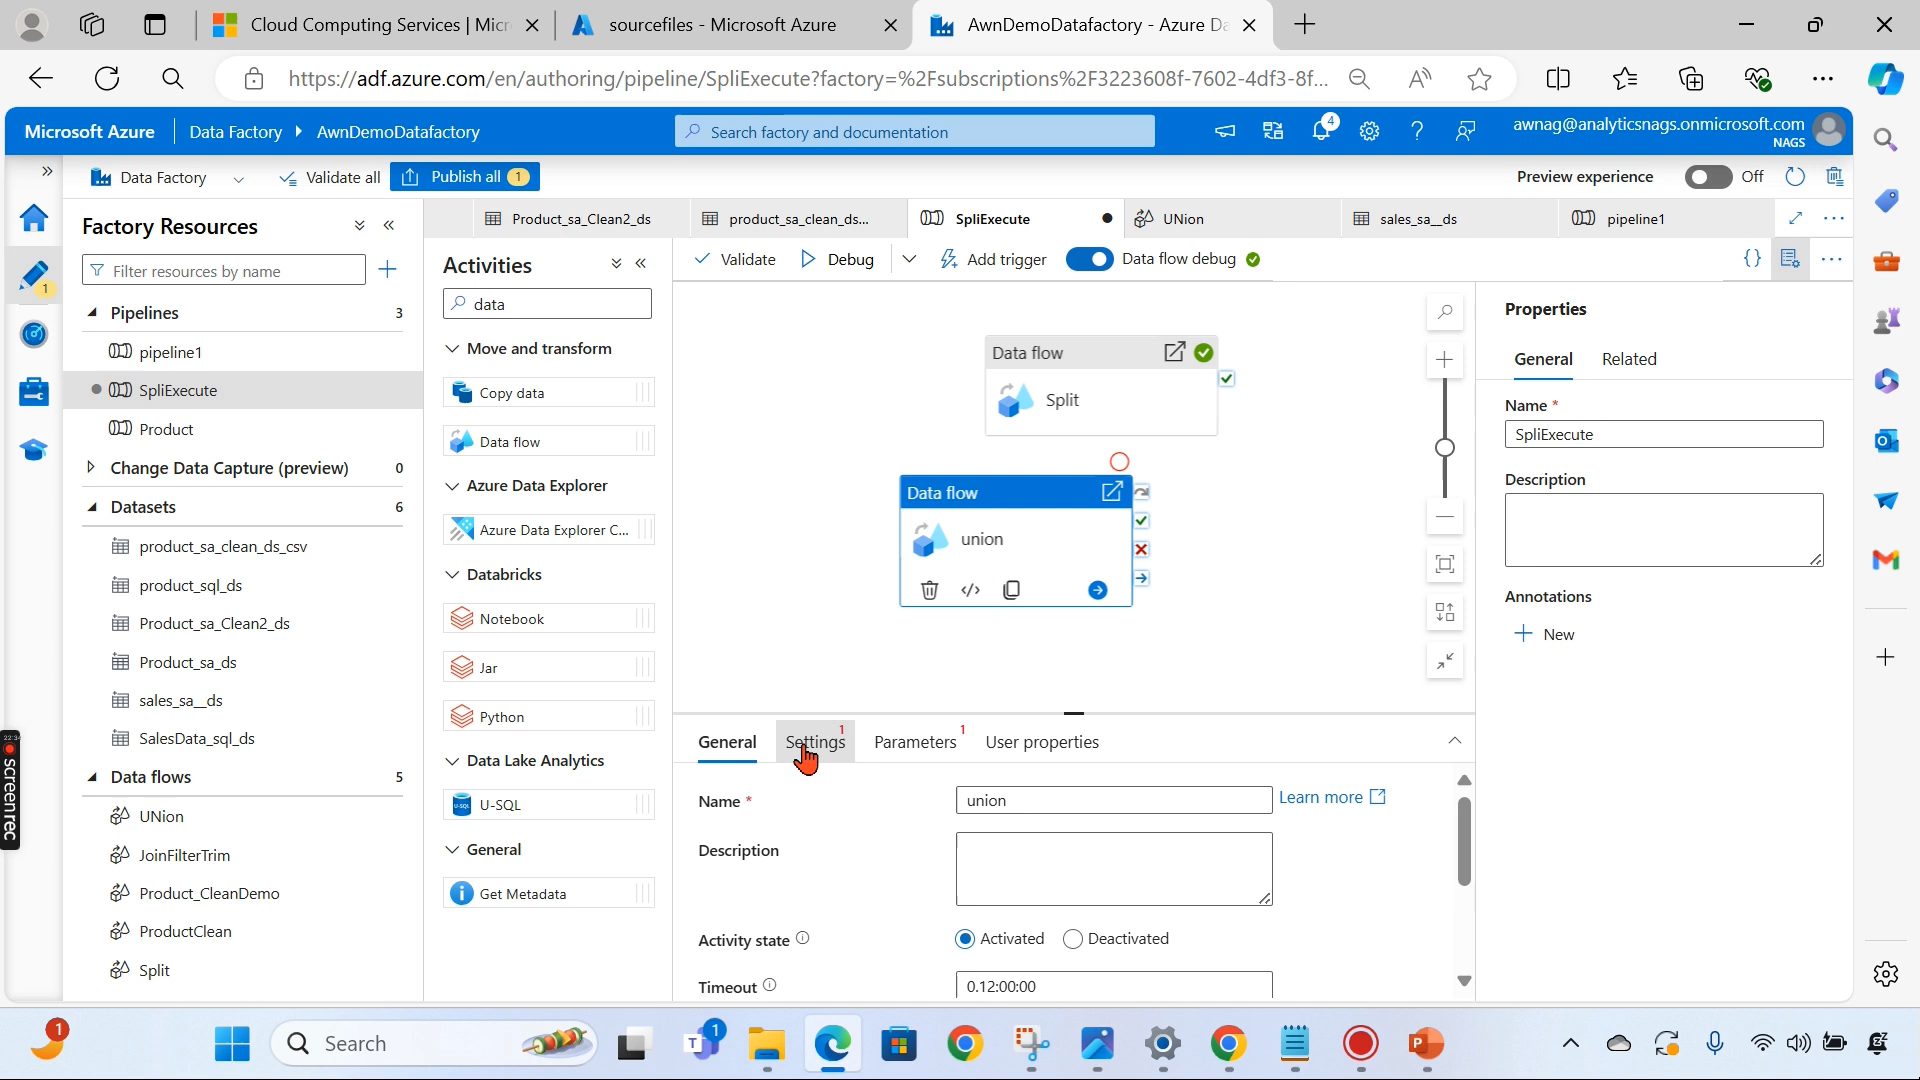 Cloud Computing Services | Micr
sourcefiles - Microsoft Azure
AwnDemoDatafactory - Azure Da
https://adf.azure.com/en/authoring/pipeline/SpliExecute?factory=%2Fsubscriptions%2F3223608f-7602-4df3-8f...
Microsoft Azure
Data Factory
AwnDemoDatafactory
Search factory and documentation
4
awnag@analyticsnags.onmicrosoft.com
NAGS
Data Factory
Validate all
Publish all 1
Preview experience
Off
Factory Resources
Product_sa_Clean2_ds
product_sa_clean_ds...
SpliExecute
UNion
sales_sa__ds
pipeline1
Filter resources by name
1
Activities
Validate
Debug
Add trigger
Data flow debug
data
Pipelines 3
pipeline1
SpliExecute
Product
Change Data Capture (preview) 0
Datasets 6
product_sa_clean_ds_csv
product_sql_ds
Product_sa_Clean2_ds
Product_sa_ds
sales_sa__ds
SalesData_sql_ds
Data flows 5
UNion
JoinFilterTrim
Product_CleanDemo
ProductClean
Split
Move and transform
Copy data
Data flow
Azure Data Explorer
Azure Data Explorer C...
Databricks
Notebook
Jar
Python
Data Lake Analytics
U-SQL
General
Get Metadata
Data flow
Split
Data flow
union
General
Settings 1
Parameters 1
User properties
Name *
union
Learn more
Description
Activity state
Activated
Deactivated
Timeout
0.12:00:00
Properties
General
Related
Name *
SpliExecute
Description
Annotations
New
screenrec
1
Search
1